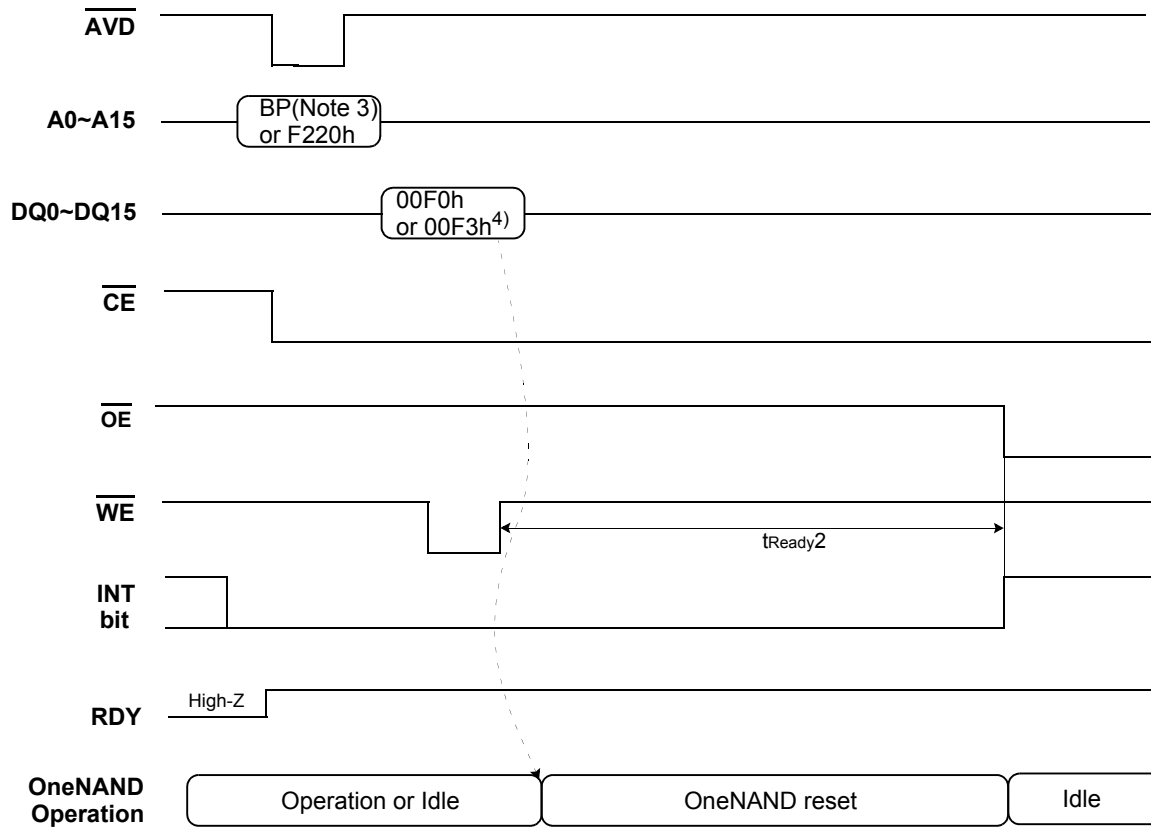 AVD
A0~A15
BP(Note 3)
or F220h
DQ0~DQ15
00F0h
or 00F3h4)
CE
OE
WE
tReady2
INT
bit
High-Z
RDY
OneNAND
Operation
Operation or Idle
OneNAND reset
Idle